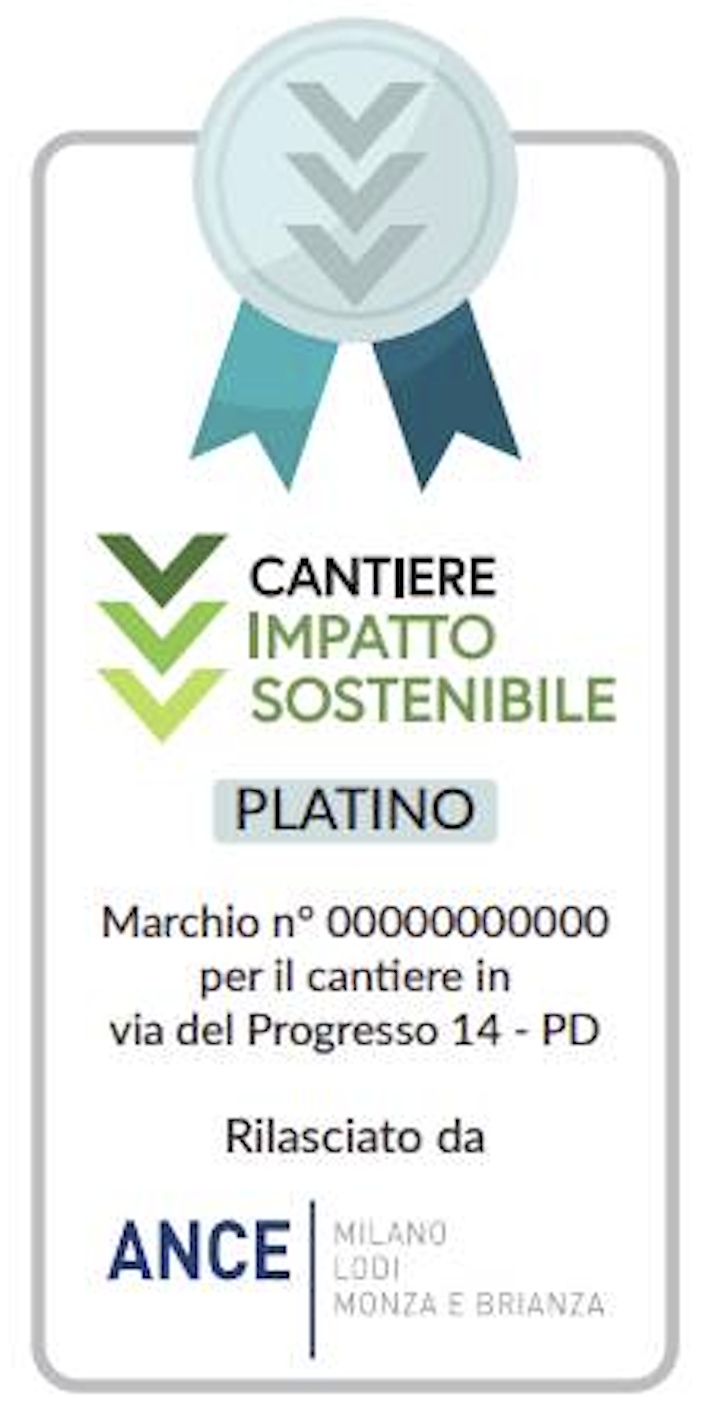 CANTIERE
IMPATTO
SOSTENIBILE
PLATINO
Marchio n° 00000000000
per il cantiere in
via del Progresso 14 - PD
Rilasciato da
ANCE
MILANO
LODI
MONZA E BRIANZA